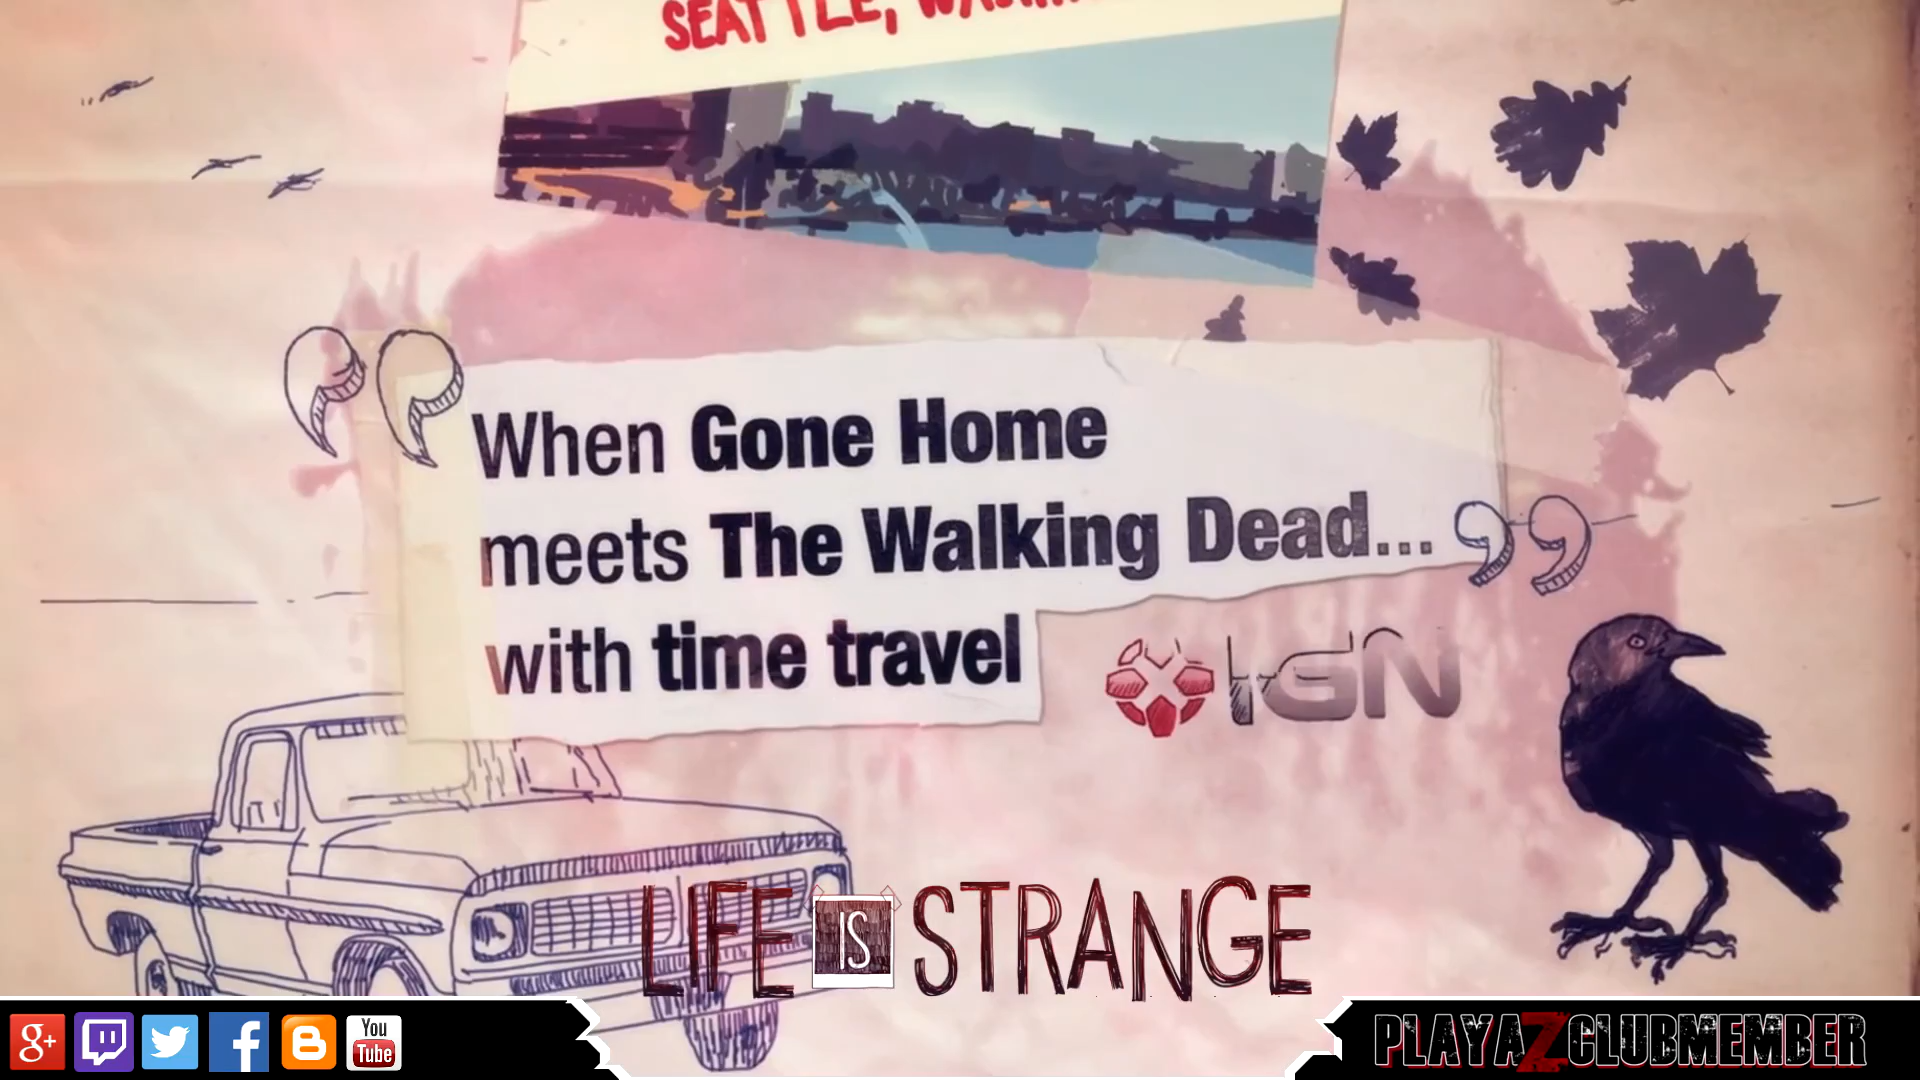 SEATTLE,
“When Gone Home
meets The Walking Dead...”
with time travel
IGN
LIFE IS STRANGE
g+
f
B
You
Tube
PLAYAZCLUBMEMBER